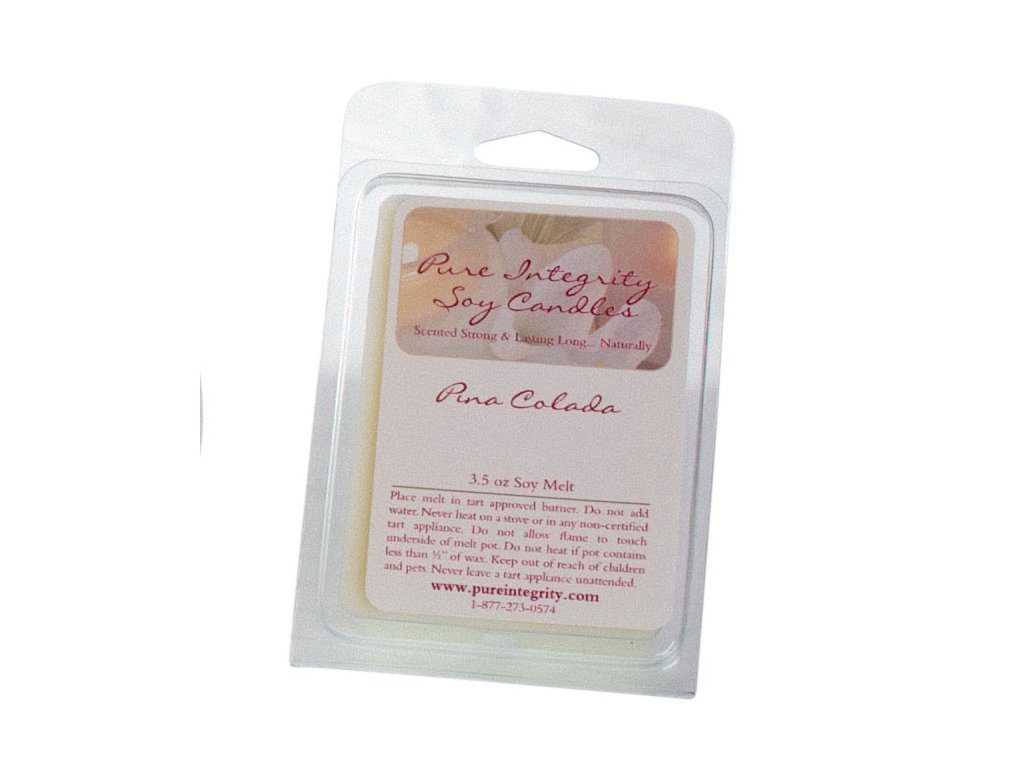 Pure Integrity
Soy Candles
Scented Strong & Lasting Long... Naturally
Pina Colada
3.5 oz Soy Melt
Place melt in tart approved burner. Do not add
water. Never heat on a stove or in any non-certified
tart appliance. Do not allow flame to touch
underside of melt pot. Do not heat if pot contains
less than ½" of wax. Keep out of reach of children
and pets. Never leave a tart appliance unattended.
www.pureintegrity.com
1-877-273-0574